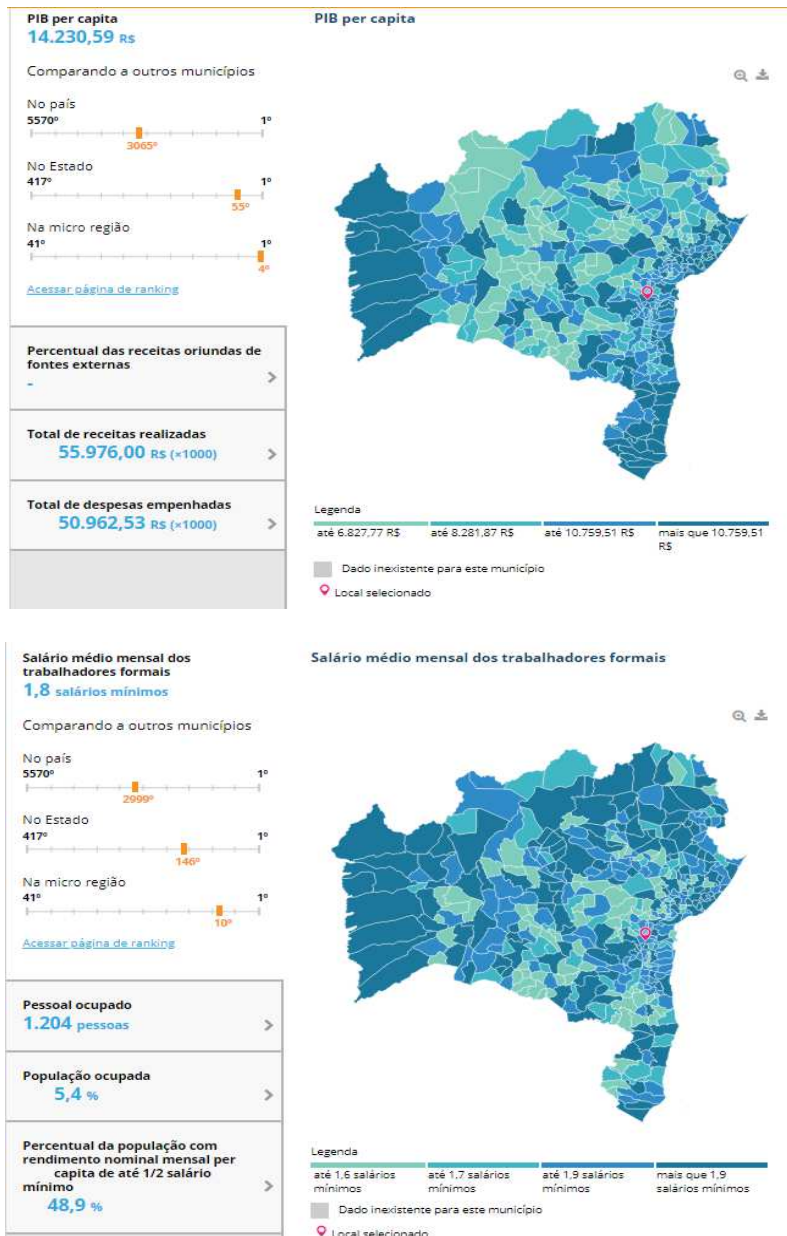 PIB per capita
14.230,59 R$
Comparando a outros municípios
No país
5570º 1º
3065º
No Estado
417º 1º
55º
Na micro região
41º 1º
4º
Acessar página de ranking
Percentual das receitas oriundas de
fontes externas
-
Total de receitas realizadas
55.976,00 R$ (×1000)
Total de despesas empenhadas
50.962,53 R$ (×1000)
PIB per capita
Legenda
até 6.827,77 R$ até 8.281,87 R$ até 10.759,51 R$ mais que 10.759,51
R$
Dado inexistente para este município
Local selecionado
Salário médio mensal dos
trabalhadores formais
1,8 salários mínimos
Comparando a outros municípios
No país
5570º 1º
2999º
No Estado
417º 1º
146º
Na micro região
41º 1º
10º
Acessar página de ranking
Pessoal ocupado
1.204 pessoas
População ocupada
5,4 %
Percentual da população com
rendimento nominal mensal per
capita de até 1/2 salário
mínimo
48,9 %
Salário médio mensal dos trabalhadores formais
Legenda
até 1,6 salários até 1,7 salários até 1,9 salários mais que 1,9
mínimos mínimos mínimos salários mínimos
Dado inexistente para este município
Local selecionado